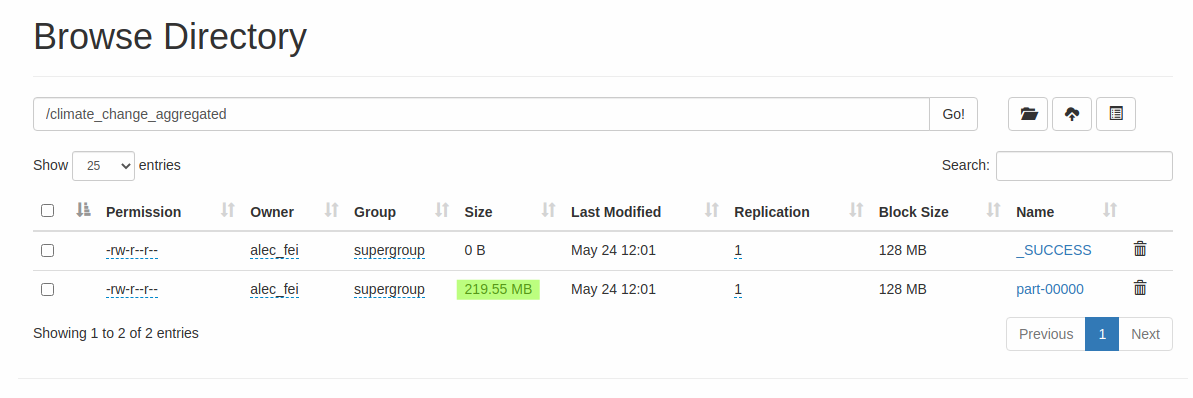 Browse Directory
/climate_change_aggregated Go!
Show 25 entries Search:
Permission Owner Group Size Last Modified Replication Block Size Name
-rw-r--r-- alec_fei supergroup 0 B May 24 12:01 1 128 MB _SUCCESS
-rw-r--r-- alec_fei supergroup 219.55 MB May 24 12:01 1 128 MB part-00000
Showing 1 to 2 of 2 entries Previous 1 Next